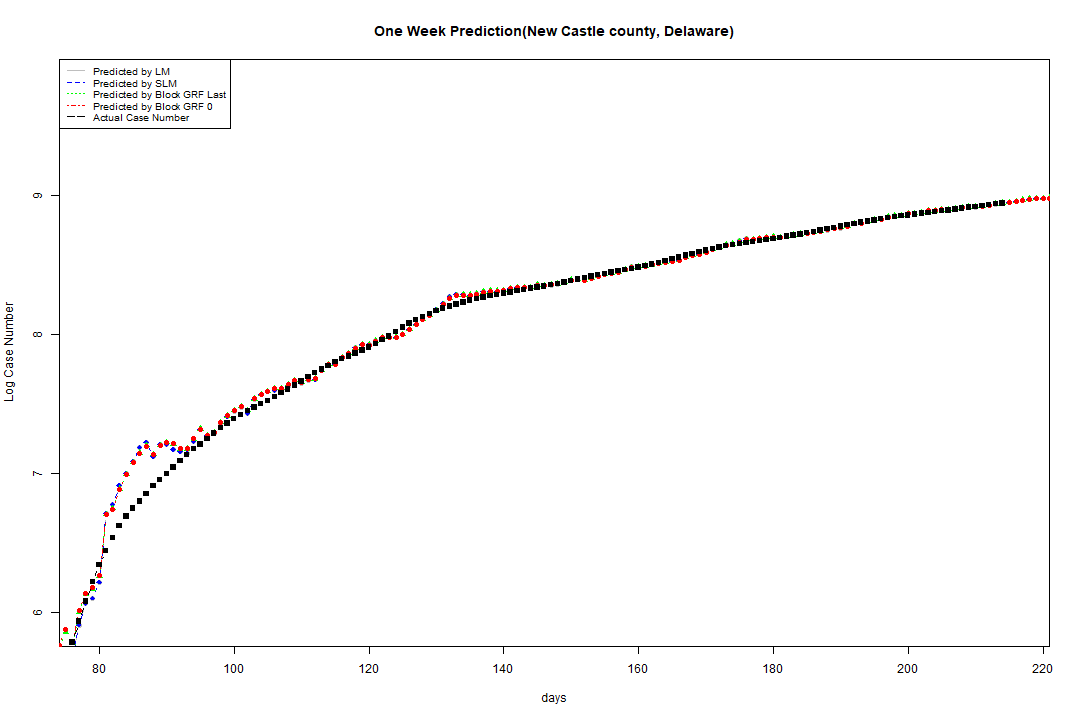 One Week Prediction(New Castle county, Delaware)
Predicted by LM
Predicted by SLM
Predicted by Block GRF Last
Predicted by Block GRF 0
Actual Case Number
9
8
7
6
Log Case Number
80 100 120 140 160 180 200 220
days